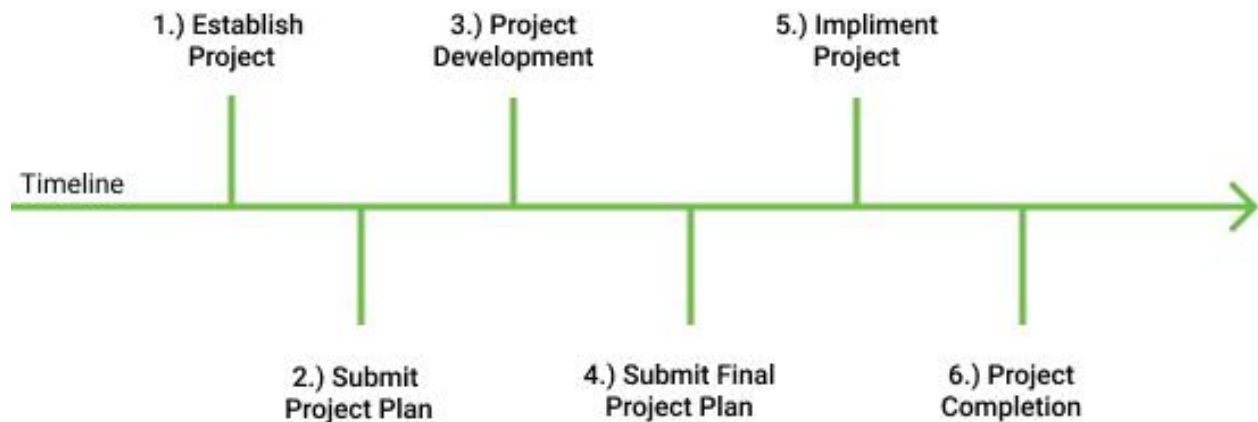 1.) Establish
Project
3.) Project
Development
5.) Impliment
Project
Timeline
2.) Submit
Project Plan
4.) Submit Final
Project Plan
6.) Project
Completion